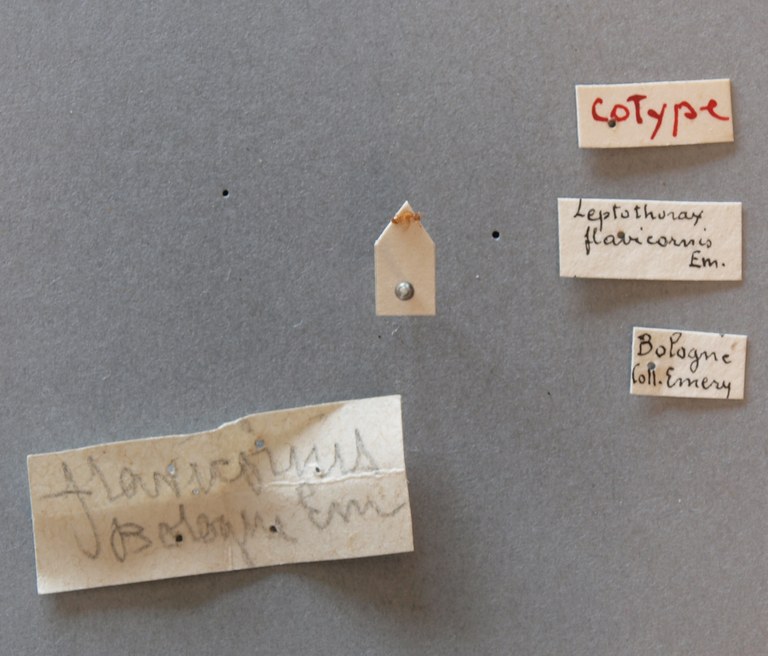 coType
Leptothorax
flavicornis
Em.
Bologne
Coll. Emery
flavicornis
Bologne Em